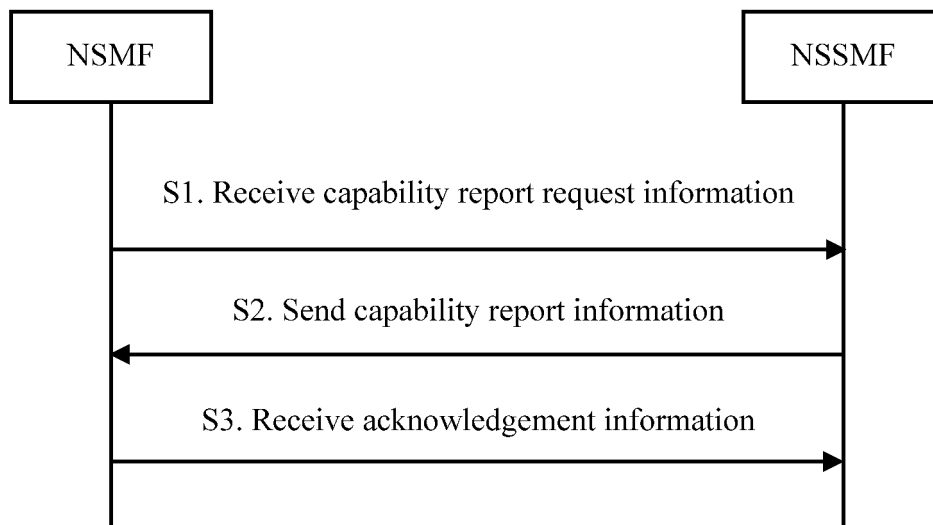 NSMF
NSSMF
S1. Receive capability report request information
S2. Send capability report information
S3. Receive acknowledgement information